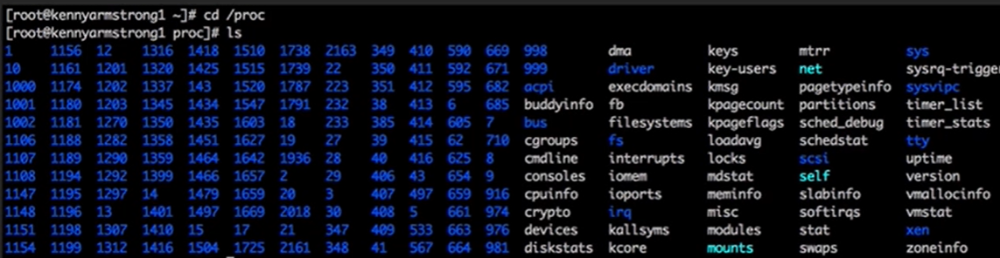 [root@kennyarmstrong1 ~]# cd /proc
[root@kennyarmstrong1 proc]# ls
1 1156 12 1316 1418 1510 1738 2163 349 410 590 669 998 dma keys mtrr sys
10 1161 1201 1320 1425 1515 1739 22 350 411 592 671 999 driver key-users net sysrq-trigge
1000 1174 1202 1337 143 1520 1787 223 351 412 595 682 acpi execdomains kmsg pagetypeinfo sysvipc
1001 1180 1203 1345 1434 1547 1791 232 38 413 6 685 buddyinfo fb kpagecount partitions timer_list
1002 1181 1270 350 1435 1603 18 233 385 414 605 7 bus filesystems kpageflags sched_debug timer_stats
1106 1188 1282 1358 1451 1627 19 27 39 415 62 710 cgroups fs loadavg schedstat tty
1107 1189 1290 1359 1464 1642 1936 28 40 416 625 8 cmdline interrupts locks scsi uptime
1108 1194 1292 1399 1466 1657 2 29 406 43 654 9 consoles iomem mdstat self version
1147 1195 1297 14 1479 1659 20 3 407 497 659 916 cpuinfo ioports meminfo slabinfo vmallocinfo
1148 1196 13 1401 1497 1669 2018 30 408 5 661 974 crypto irq misc softirqs vmstat
1151 1198 1307 1410 15 17 21 347 409 533 663 976 devices kallsyms modules stat xen
1154 1199 1312 1416 1504 1725 2161 348 41 567 664 981 diskstats kcore mounts swaps zoneinfo